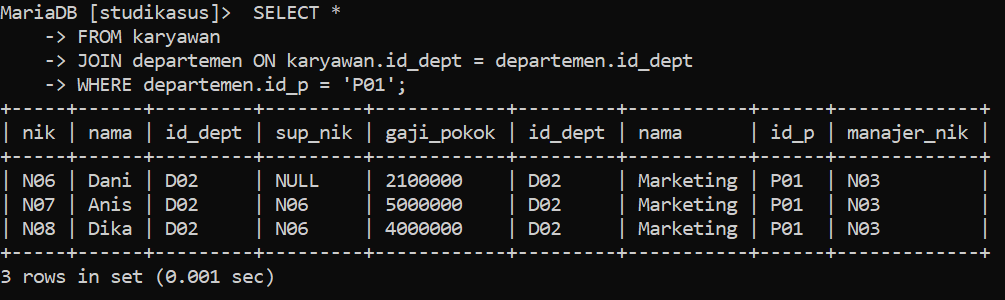 MariaDB [studikasus]>  SELECT *
    -> FROM karyawan
    -> JOIN departemen ON karyawan.id_dept = departemen.id_dept
    -> WHERE departemen.id_p = 'P01';
+-----+------+---------+---------+------------+---------+-----------+------+-------------+
| nik | nama | id_dept | sup_nik | gaji_pokok | id_dept | nama      | id_p | manajer_nik |
+-----+------+---------+---------+------------+---------+-----------+------+-------------+
| N06 | Dani | D02     | NULL    | 2100000    | D02     | Marketing | P01  | N03         |
| N07 | Anis | D02     | N06     | 5000000    | D02     | Marketing | P01  | N03         |
| N08 | Dika | D02     | N06     | 4000000    | D02     | Marketing | P01  | N03         |
+-----+------+---------+---------+------------+---------+-----------+------+-------------+
3 rows in set (0.001 sec)